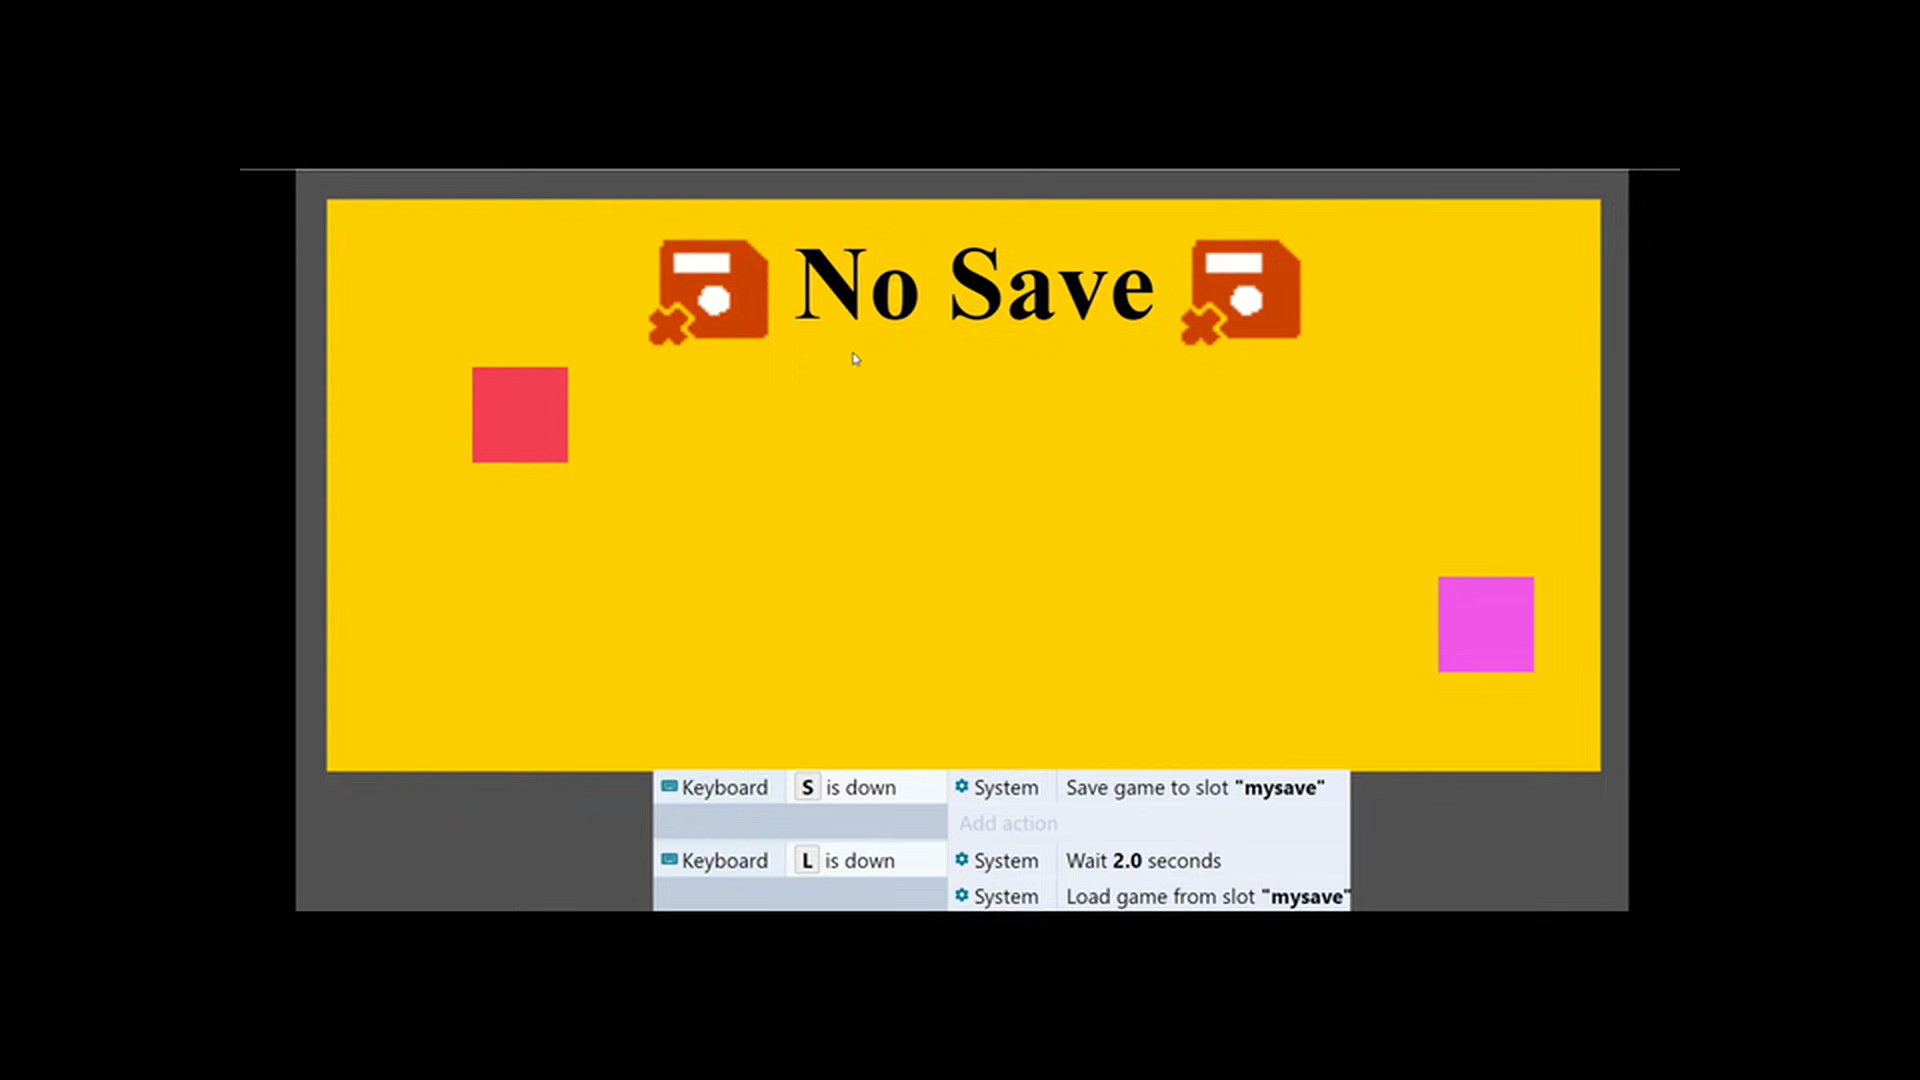 No Save
Keyboard S is down System Save game to slot "mysave"
Add action
Keyboard L is down System Wait 2.0 seconds
System Load game from slot "mysave"